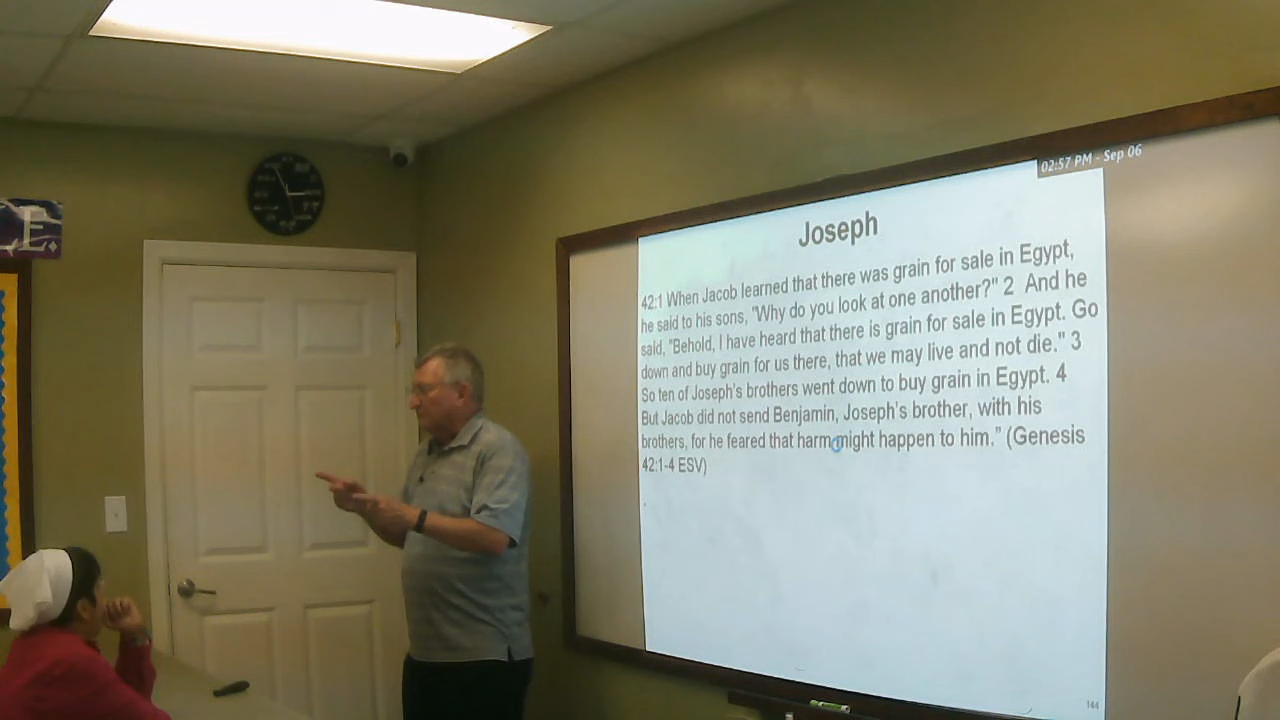 E.
02:57 PM - Sep 06
Joseph
42:1 When Jacob learned that there was grain for sale in Egypt,
he said to his sons, "Why do you look at one another?" 2 And he
said, "Behold, I have heard that there is grain for sale in Egypt. Go
down and buy grain for us there, that we may live and not die." 3
So ten of Joseph's brothers went down to buy grain in Egypt. 4
But Jacob did not send Benjamin, Joseph's brother, with his
brothers, for he feared that harm might happen to him.” (Genesis
42:1-4 ESV)
144